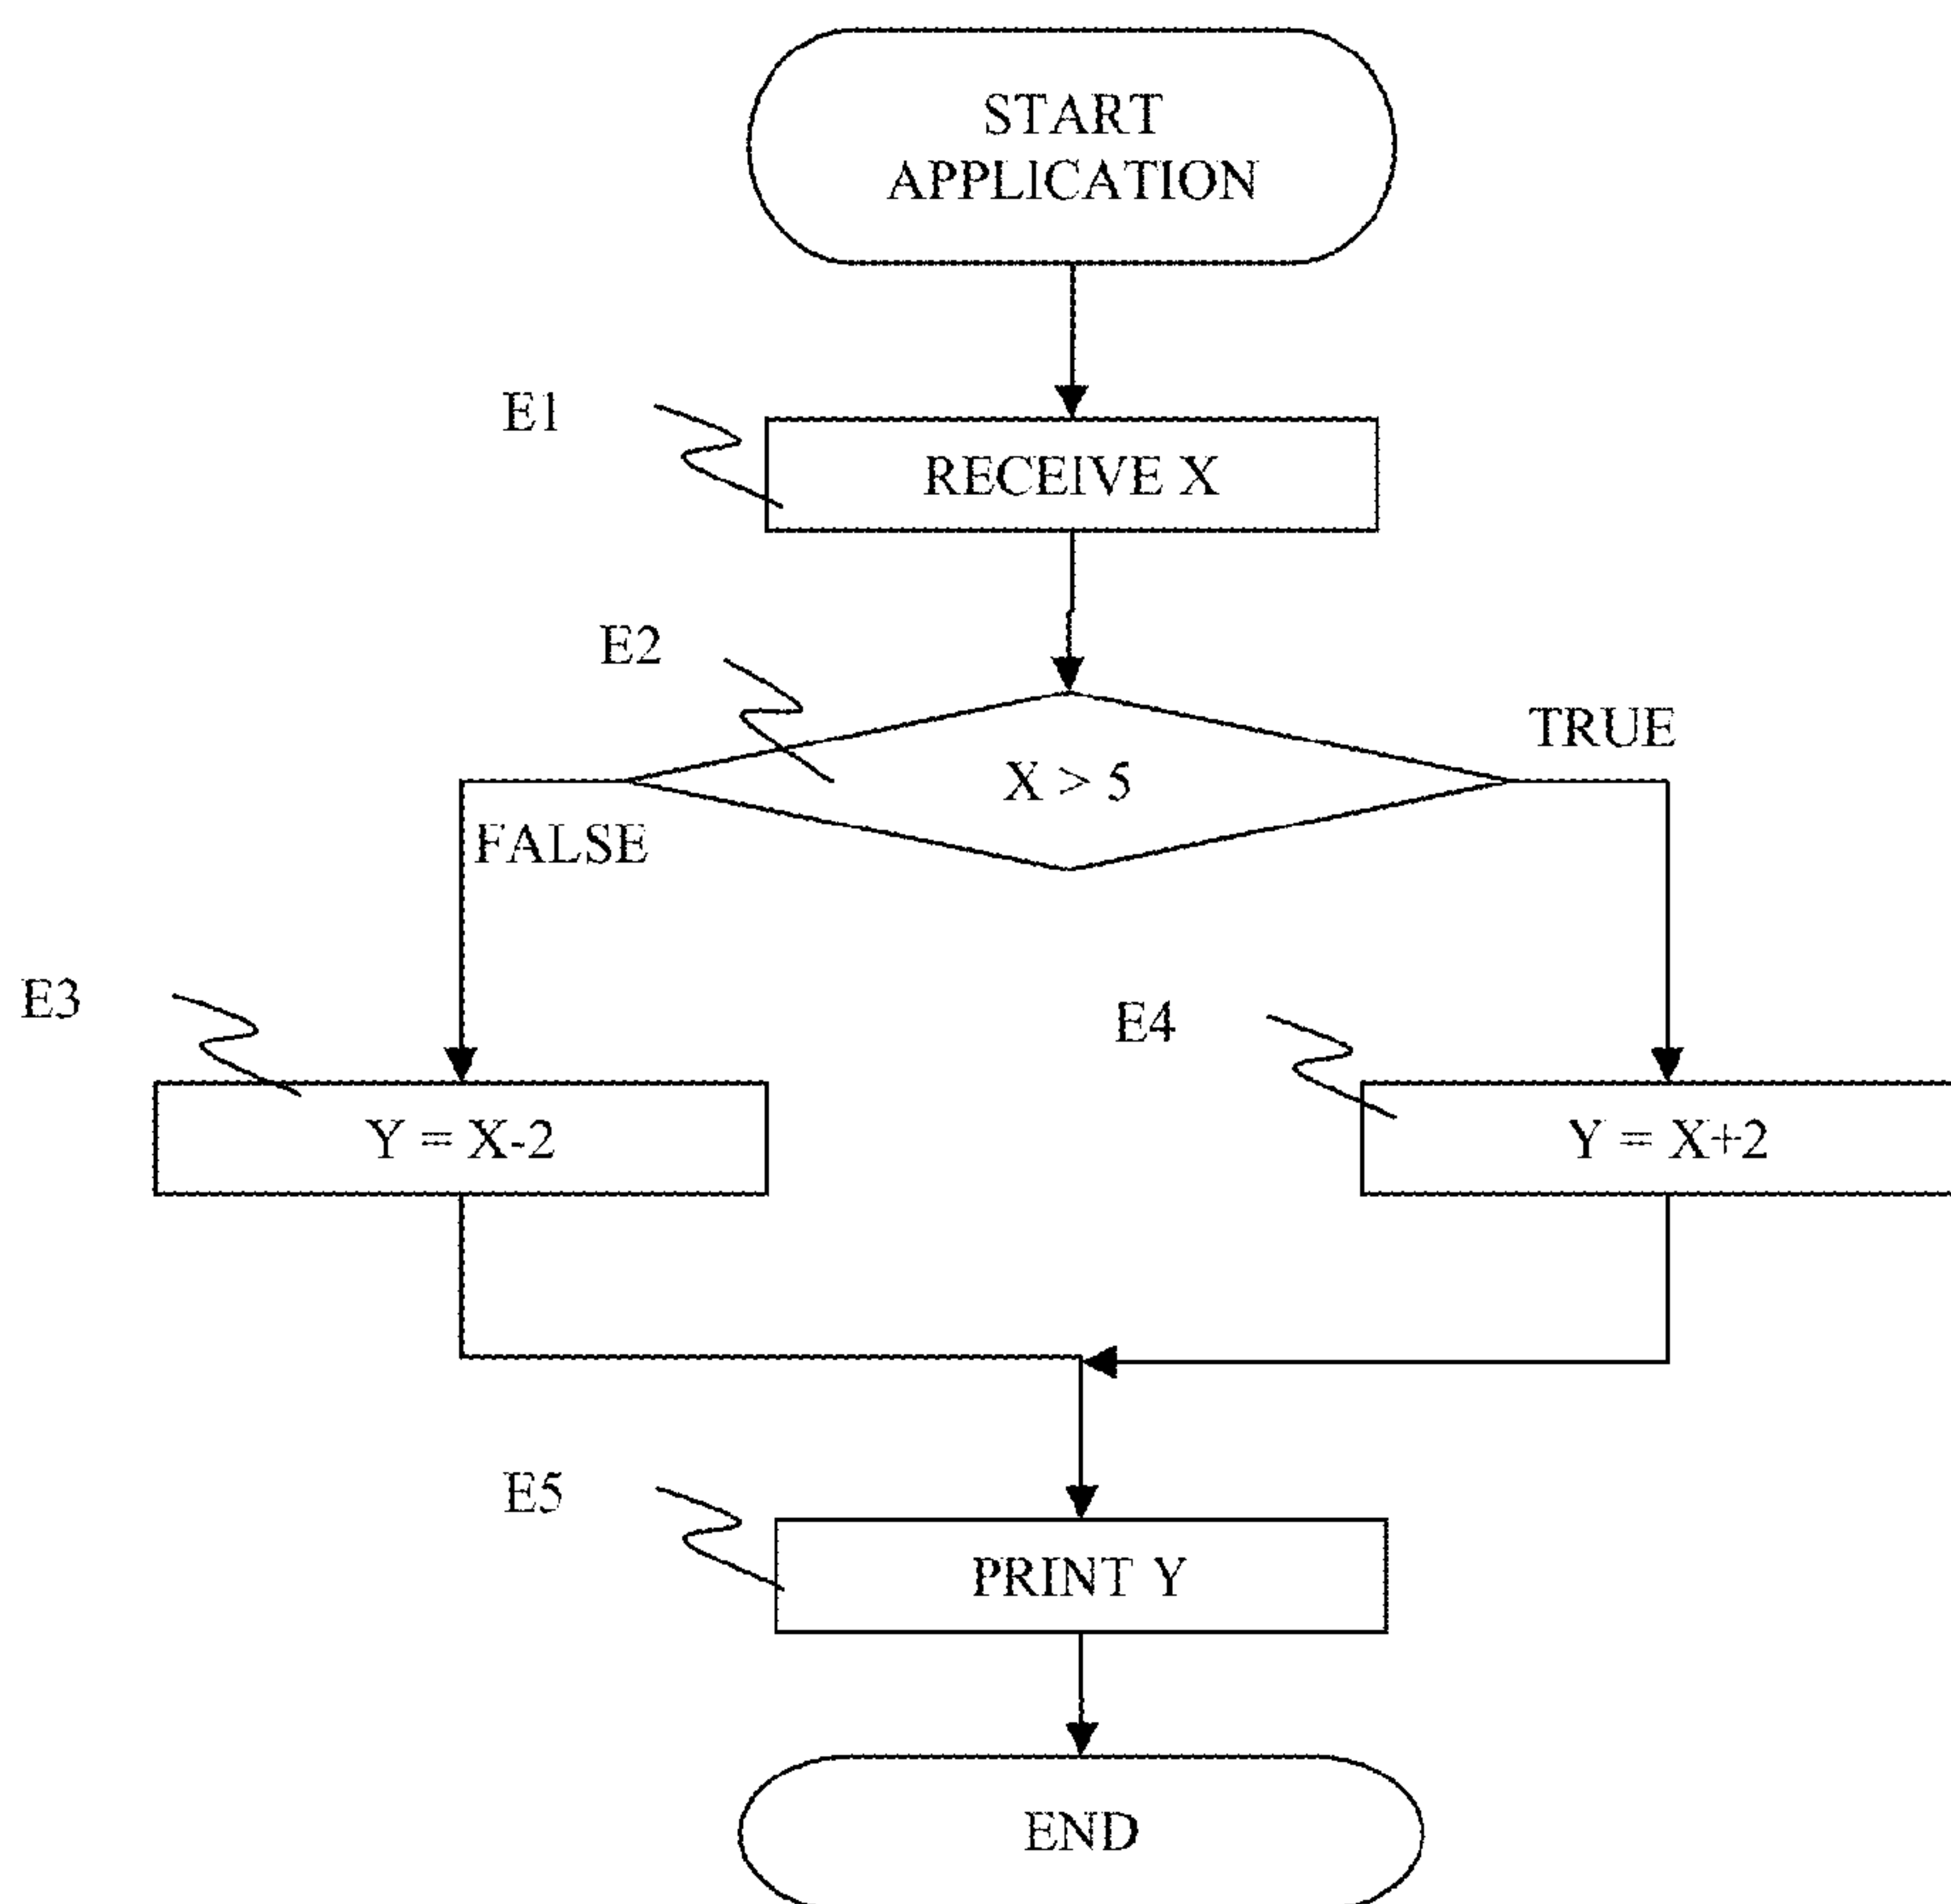 START
APPLICATION
E1
RECEIVE X
E2
TRUE
X > 5
FALSE
E3
E4
Y = X-2
Y = X+2
E5
PRINT Y
END